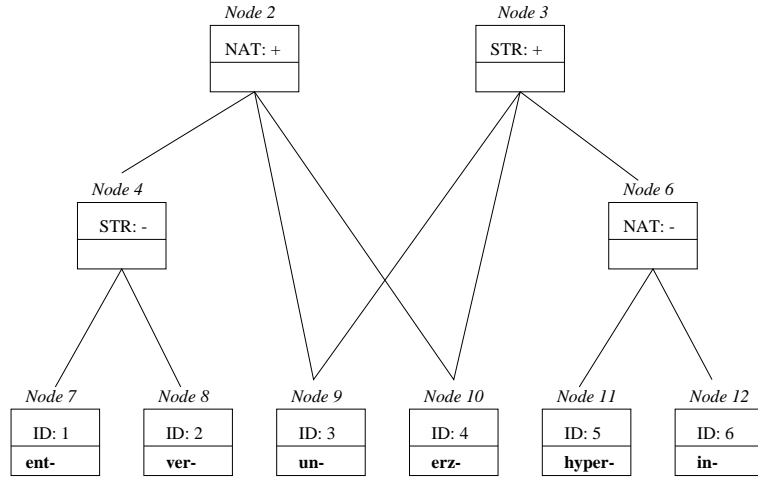 Node 2 Node 3
NAT: + STR: +
Node 4 Node 6
STR: - NAT: -
Node 7 Node 8 Node 9 Node 10 Node 11 Node 12
ID: 1 ID: 2 ID: 3 ID: 4 ID: 5 ID: 6
ent- ver- un- erz- hyper- in-